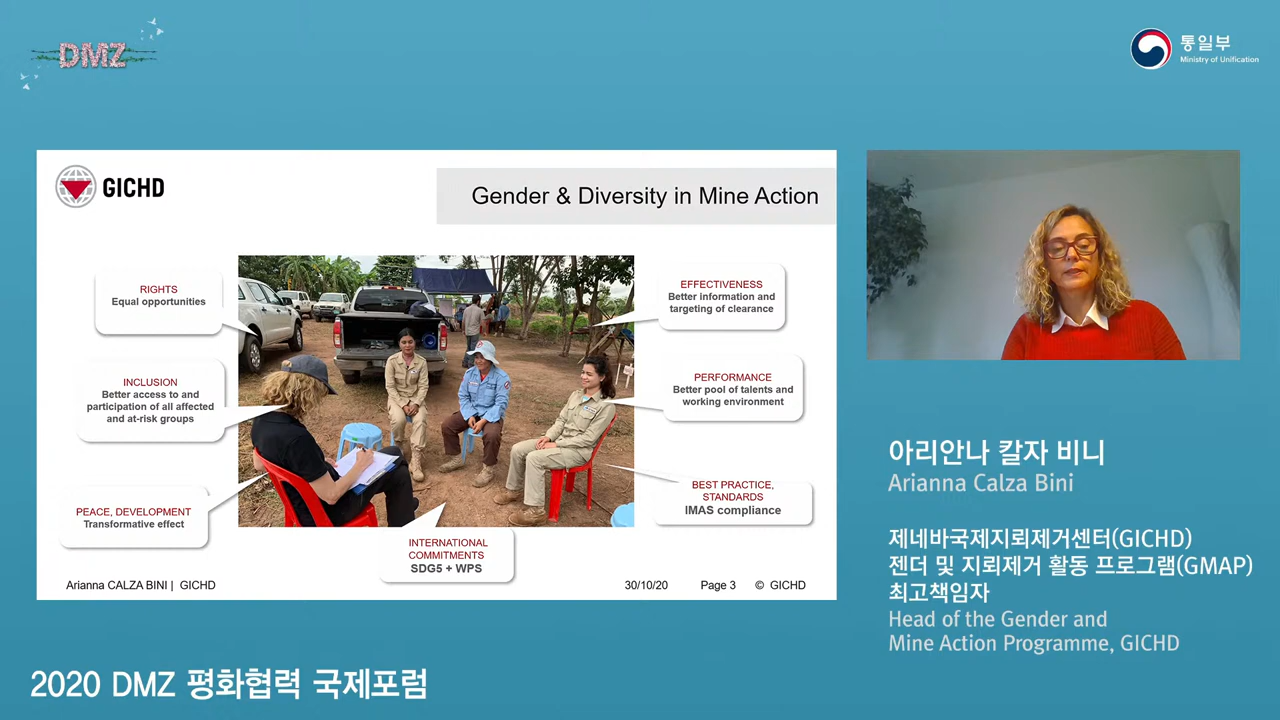 DMZ
통일부
Ministry of Unification
GICHD
Gender & Diversity in Mine Action
RIGHTS
Equal opportunities
INCLUSION
Better access to and
participation of all affected
and at-risk groups
PEACE, DEVELOPMENT
Transformative effect
INTERNATIONAL
COMMITMENTS
SDG5 + WPS
EFFECTIVENESS
Better information and
targeting of clearance
PERFORMANCE
Better pool of talents and
working environment
BEST PRACTICE,
STANDARDS
IMAS compliance
Arianna CALZA BINI | GICHD
30/10/20 Page 3 © GICHD
아리안나 칼자 비니
Arianna Calza Bini
제네바국제지뢰제거센터(GICHD)
젠더 및 지뢰제거 활동 프로그램(GMAP)
최고책임자
Head of the Gender and
Mine Action Programme, GICHD
2020 DMZ 평화협력 국제포럼